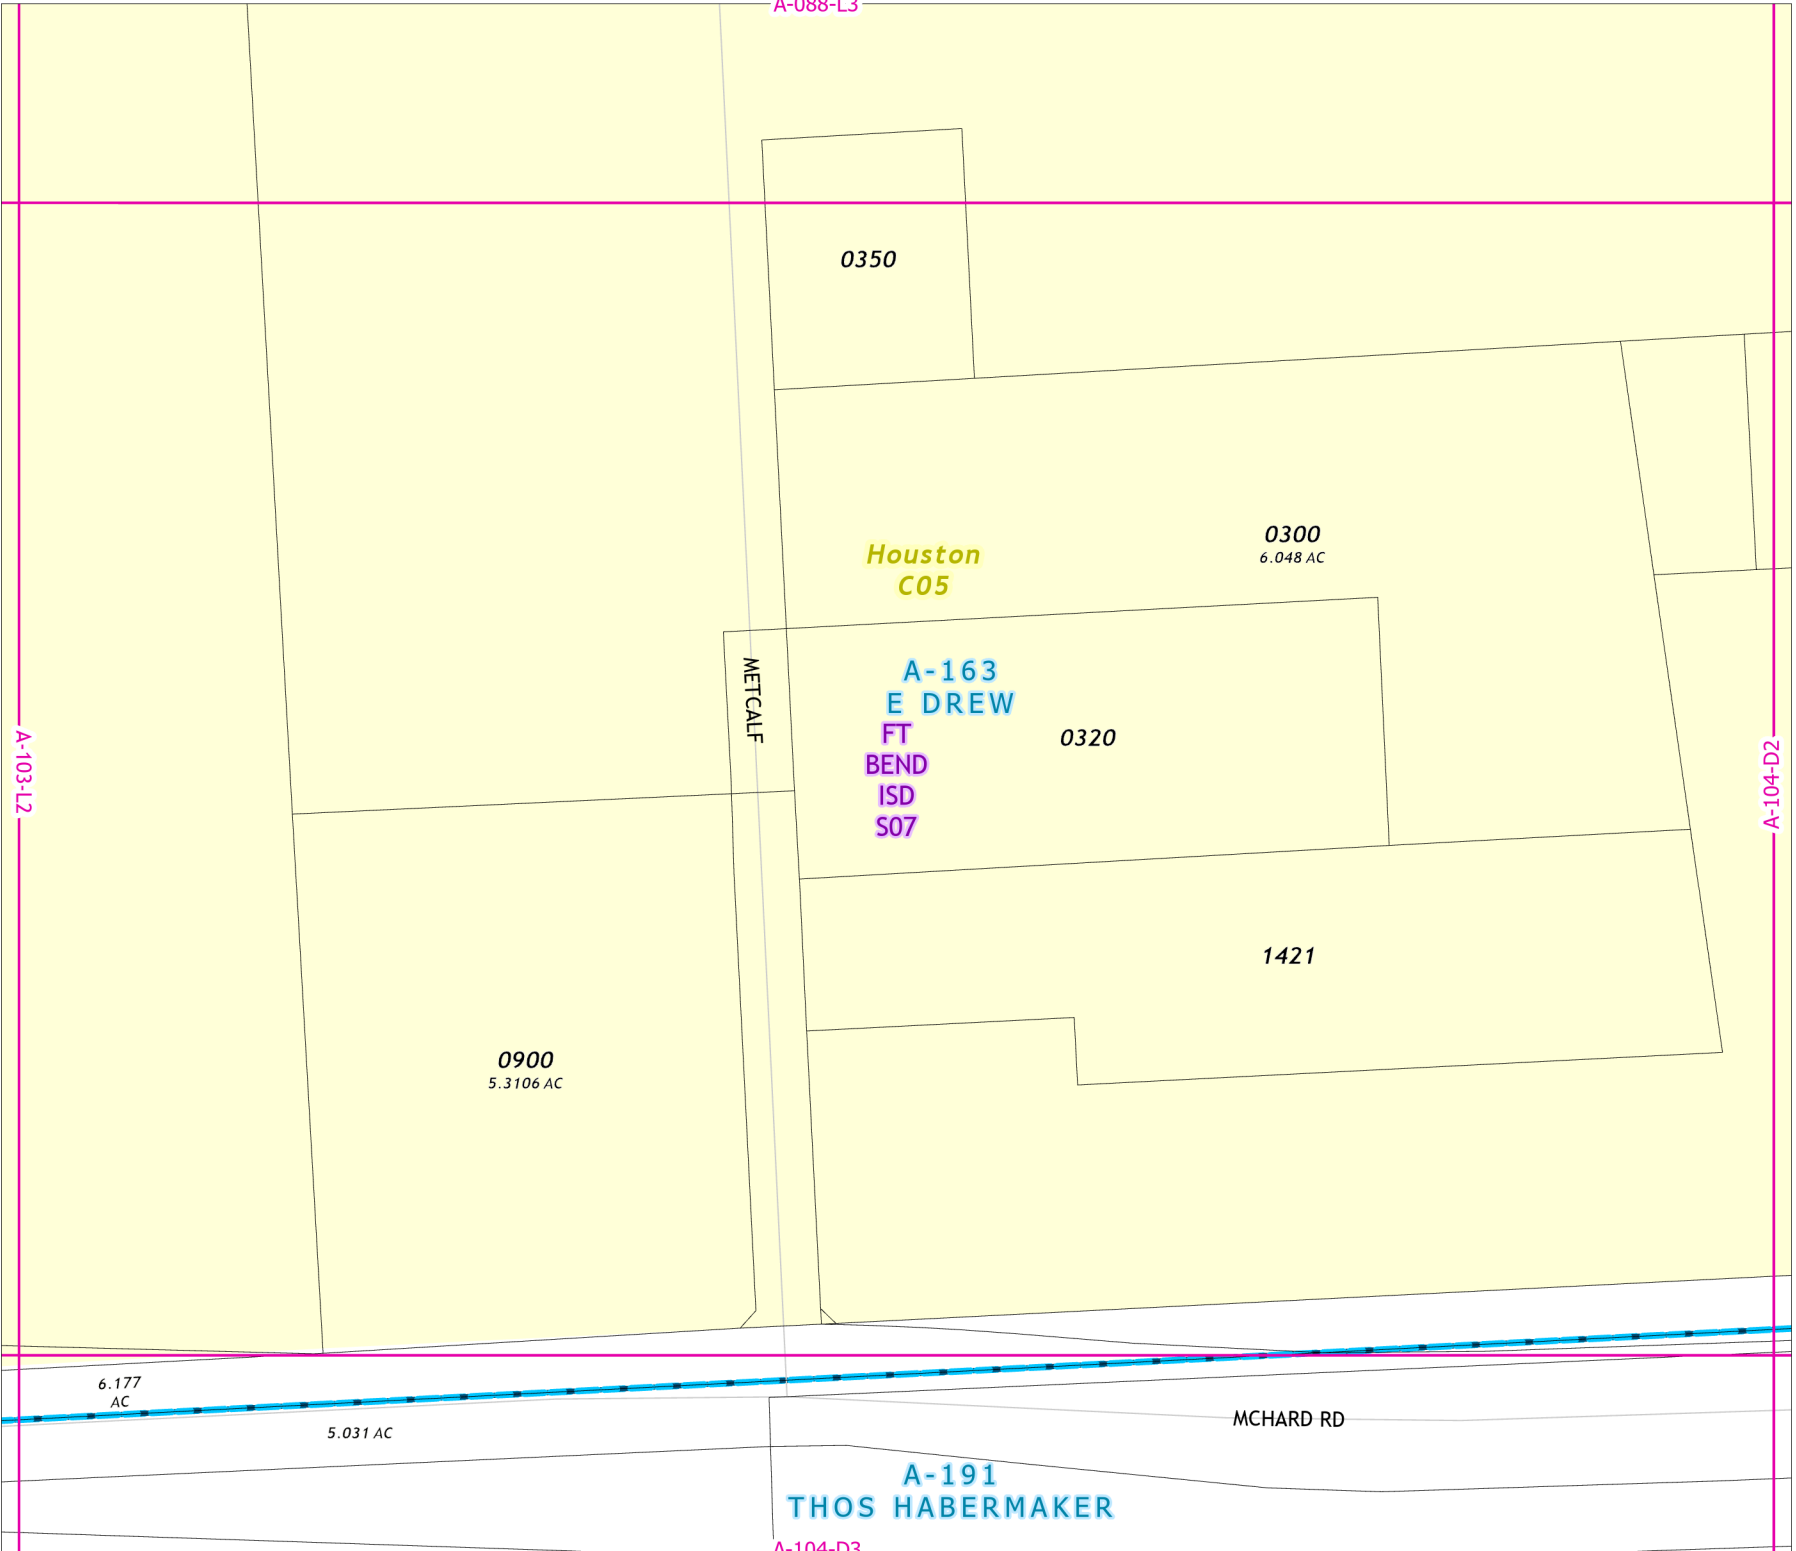 A-088-L3
0350
0300
6.048 AC
Houston
C05
METCALF
A-163
E DREW
FT
BEND
ISD
S07
0320
A-103-L2
A-104-D2
1421
0900
5.3106 AC
6.177
AC
5.031 AC
MCHARD RD
A-191
THOS HABERMAKER
A-104-D3